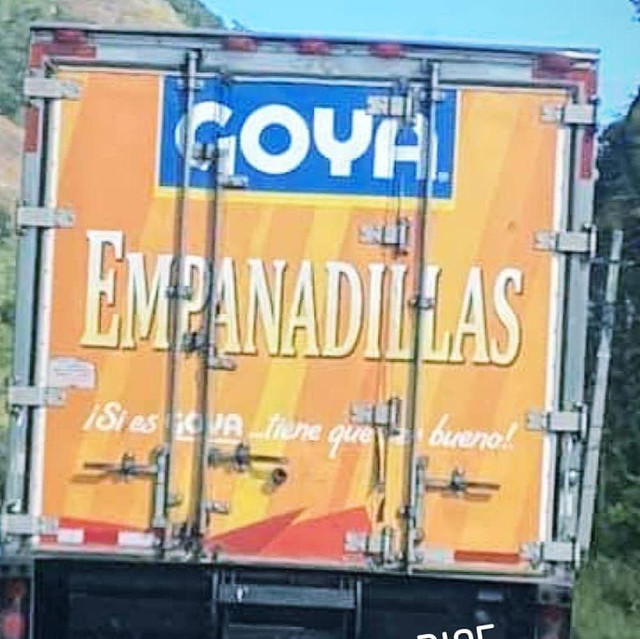 GOYA
EMPANADILLAS
¡Si es GOYA ...tiene que bueno!